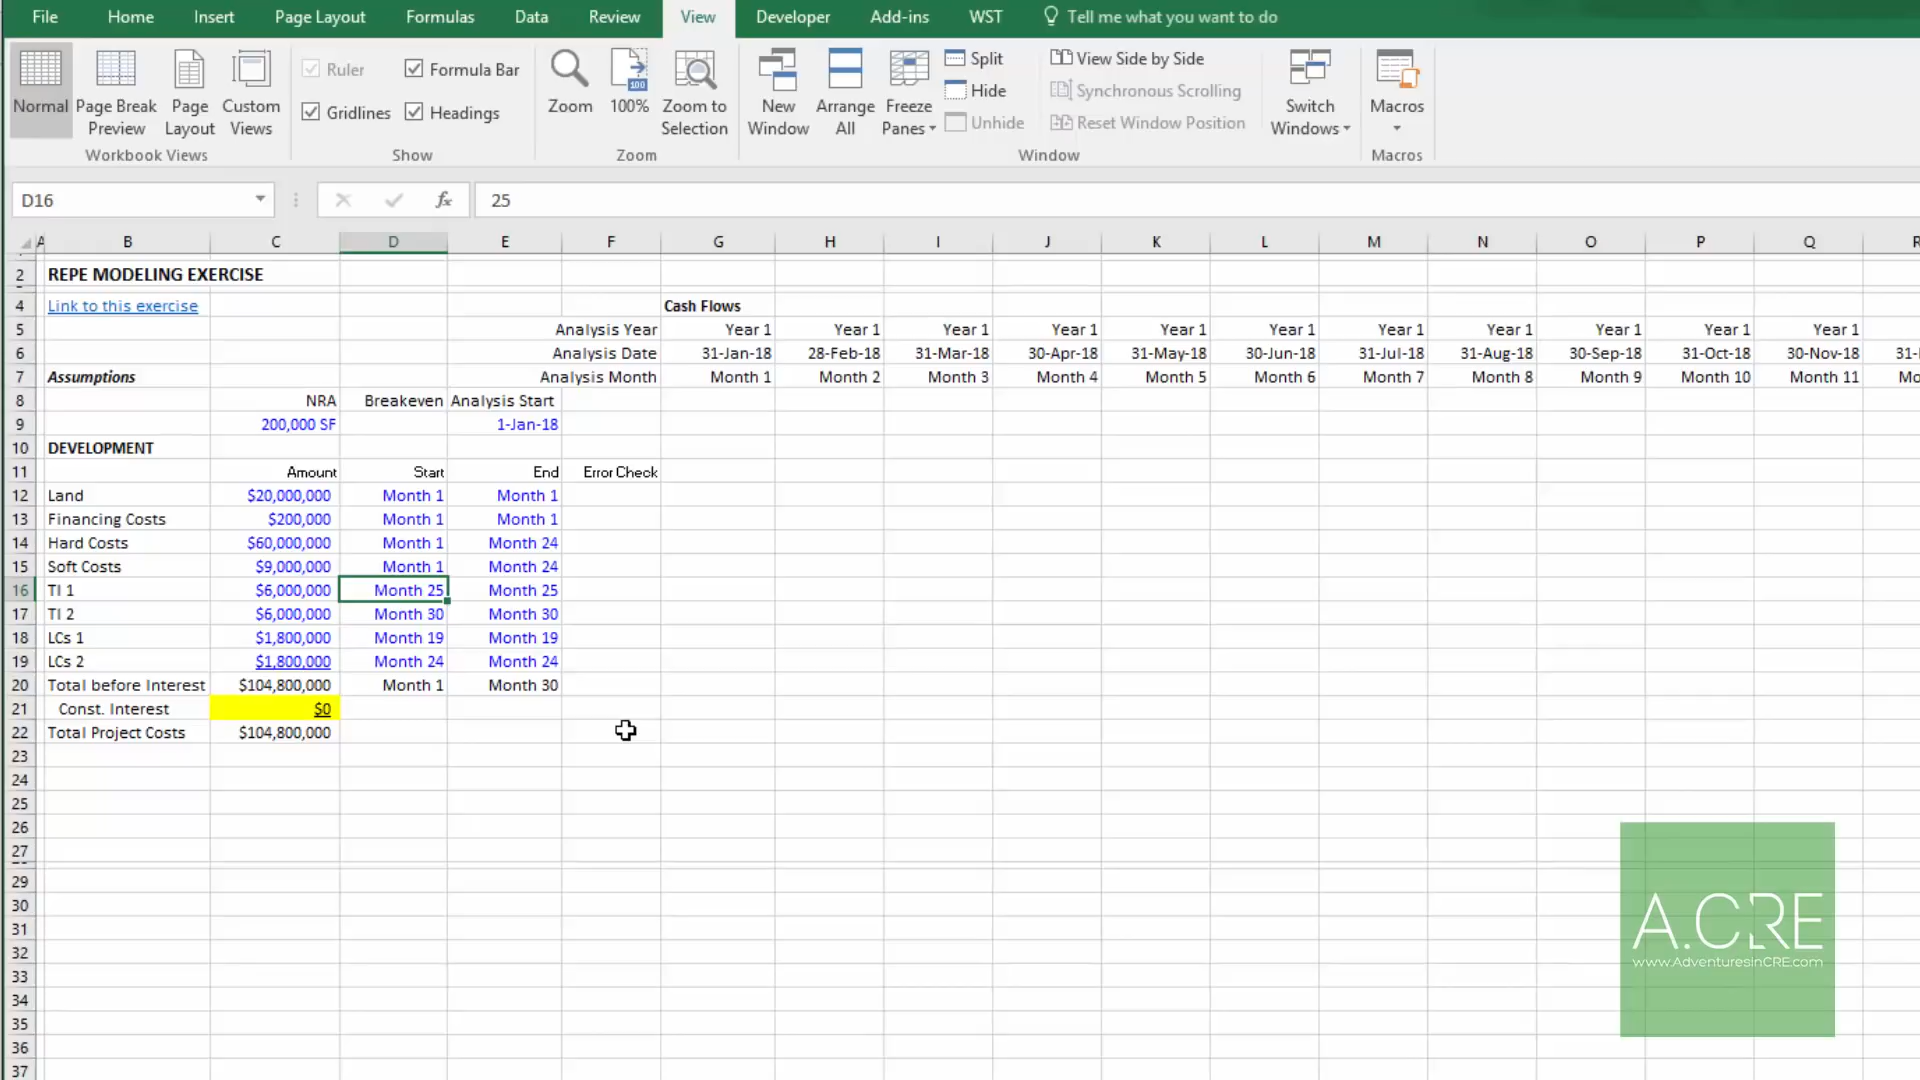 File Home Insert Page Layout Formulas Data Review View Developer Add-ins WST Tell me what you want to do
Ruler Formula Bar Split View Side by Side
Hide Synchronous Scrolling
Normal Page Break Page Custom Zoom 100% Zoom to New Arrange Freeze Switch Macros
Preview Layout Views Gridlines Headings Selection Window All Panes Unhide Reset Window Position Windows
Workbook Views Show Zoom Window Macros
D16 fx 25
A B C D E F G H I J K L M N O P Q R
2 REPE MODELING EXERCISE
4 Link to this exercise Cash Flows
5 Analysis Year Year 1 Year 1 Year 1 Year 1 Year 1 Year 1 Year 1 Year 1 Year 1 Year 1 Year 1
6 Analysis Date 31-Jan-18 28-Feb-18 31-Mar-18 30-Apr-18 31-May-18 30-Jun-18 31-Jul-18 31-Aug-18 30-Sep-18 31-Oct-18 30-Nov-18
7 Assumptions Analysis Month Month 1 Month 2 Month 3 Month 4 Month 5 Month 6 Month 7 Month 8 Month 9 Month 10 Month 11
8 NRA Breakeven Analysis Start
9 200,000 SF 1-Jan-18
10 DEVELOPMENT
11 Amount Start End Error Check
12 Land $20,000,000 Month 1 Month 1
13 Financing Costs $200,000 Month 1 Month 1
14 Hard Costs $60,000,000 Month 1 Month 24
15 Soft Costs $9,000,000 Month 1 Month 24
16 TI 1 $6,000,000 Month 25 Month 25
17 TI 2 $6,000,000 Month 30 Month 30
18 LCs 1 $1,800,000 Month 19 Month 19
19 LCs 2 $1,800,000 Month 24 Month 24
20 Total before Interest $104,800,000 Month 1 Month 30
21 Const. Interest $0
22 Total Project Costs $104,800,000
23
24
25
26
27
29
30
31
32
33
34
35
36
37
A.CRE
www.AdventuresinCRE.com